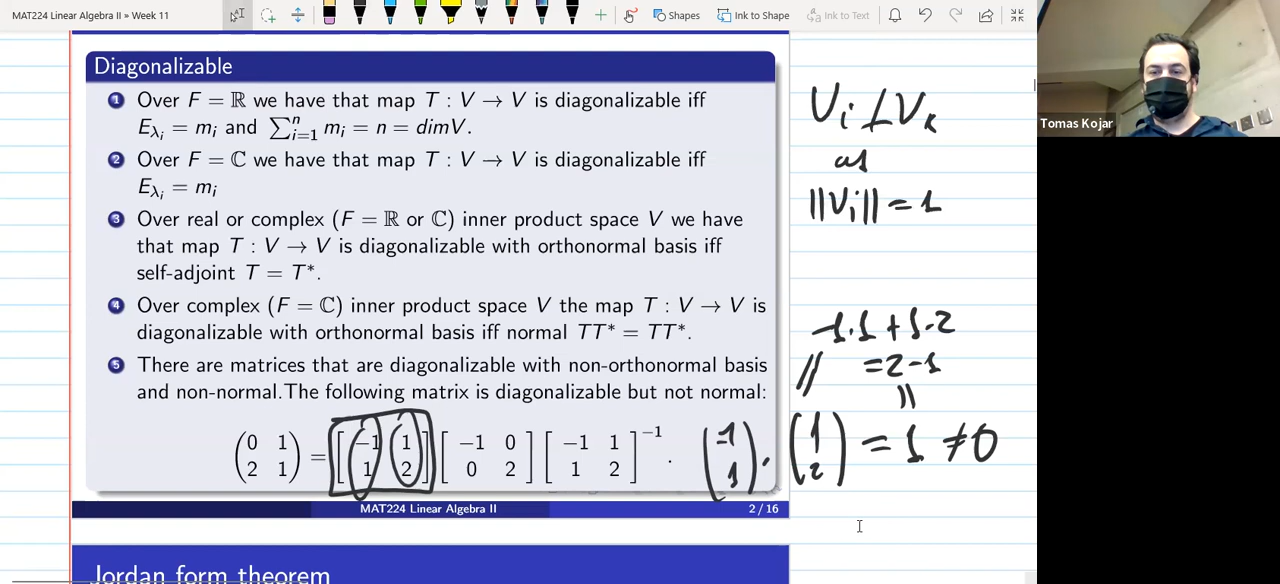 MAT224 Linear Algebra II » Week 11
Shapes
Ink to Shape
Ink to Text
Tomas Kojar
Diagonalizable
1 Over F = ℝ we have that map T : V → V is diagonalizable iff
E_{λ_i} = m_i and ∑_{i=1}^{n} m_i = n = dimV.
2 Over F = ℂ we have that map T : V → V is diagonalizable iff
E_{λ_i} = m_i
3 Over real or complex (F = ℝ or ℂ) inner product space V we have
that map T : V → V is diagonalizable with orthonormal basis iff
self-adjoint T = T*.
4 Over complex (F = ℂ) inner product space V the map T : V → V is
diagonalizable with orthonormal basis iff normal TT* = TT*.
5 There are matrices that are diagonalizable with non-orthonormal basis
and non-normal.The following matrix is diagonalizable but not normal:
(0 1
2 1) = [-1 1
1 2] [-1 0
0 2] [-1 1
1 2]^{-1}.
V_i ⊥ V_k
as
||V_i|| = 1
-1·1 + 1·2
= 2-1
(-1
1) · (1
2) = 1 ≠ 0
MAT224 Linear Algebra II
2 / 16
Jordan form theorem